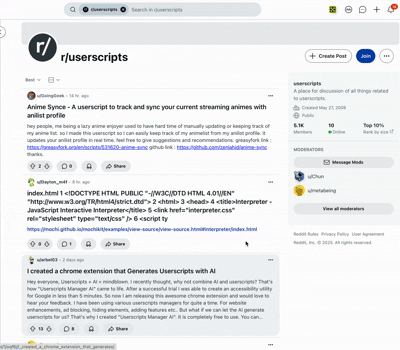 r/userscripts
Search in r/userscripts
r/userscripts
Create Post
Join
Best
u/GoingGeek • 14 hr. ago
Anime Synce - A userscript to track and sync your current streaming animes with
anilist profile
hey people, me being a lazy anime enjoyer used to have hard time of manually updating or keeping track of
my anime list. so i made this userscript so i can easily keep track of my animelist from my anilist profile. it
updates your anilist profile in real time. feel free to give suggestions and recommendations. greasyfork link :
https://greasyfork.org/en/scripts/531620-anime-sync github link :
thanks.
2
0
Share
u/Dayton_m4f • 8 hr. ago
index.html 1 <!DOCTYPE HTML PUBLIC "-//W3C//DTD HTML 4.01//EN"
"http://www.w3.org/TR/html4/strict.dtd"> 2 <html> 3 <head> 4 <title>Interpreter -
JavaScript Interactive Interpreter</title> 5 <link href="interpreter.css"
rel="stylesheet" type="text/css" /> 6 <script ty
https://mochi.github.io/mochikit/examples/view-source/view-source.html#interpreter/index.html
0
1
Share
u/arbel03 • 2 days ago
I created a chrome extension that Generates Userscripts with AI
Hey everyone, Userscripts + AI = mindblown. I recently thought, why not combine AI and userscripts? That's
how "Userscripts Manager AI" came to life. After a successful trial I was able to create an accessibility utility
for Google in less than 5 minutes. So now I am releasing this awesome chrome extension and would love to
hear your feedback. I have been using various userscripts managers for quite a time. For website
enhancements, ad blocking, hiding elements, adding features etc.. But what if we can let the AI generate
userscripts for us? That's why I created "Userscripts Manager AI". It is completely free to use. You can...
13
8
Share
userscripts
A place for discussion of all things
related to userscripts.
Created May 27, 2009
Public
5.1K
10
Top 10%
Members
Online
Rank by size
MODERATORS
Message Mods
u/Chun
u/metabeing
View all moderators
Reddit Rules
Privacy Policy
User Agreement
Reddit, Inc. © 2025. All rights reserved.